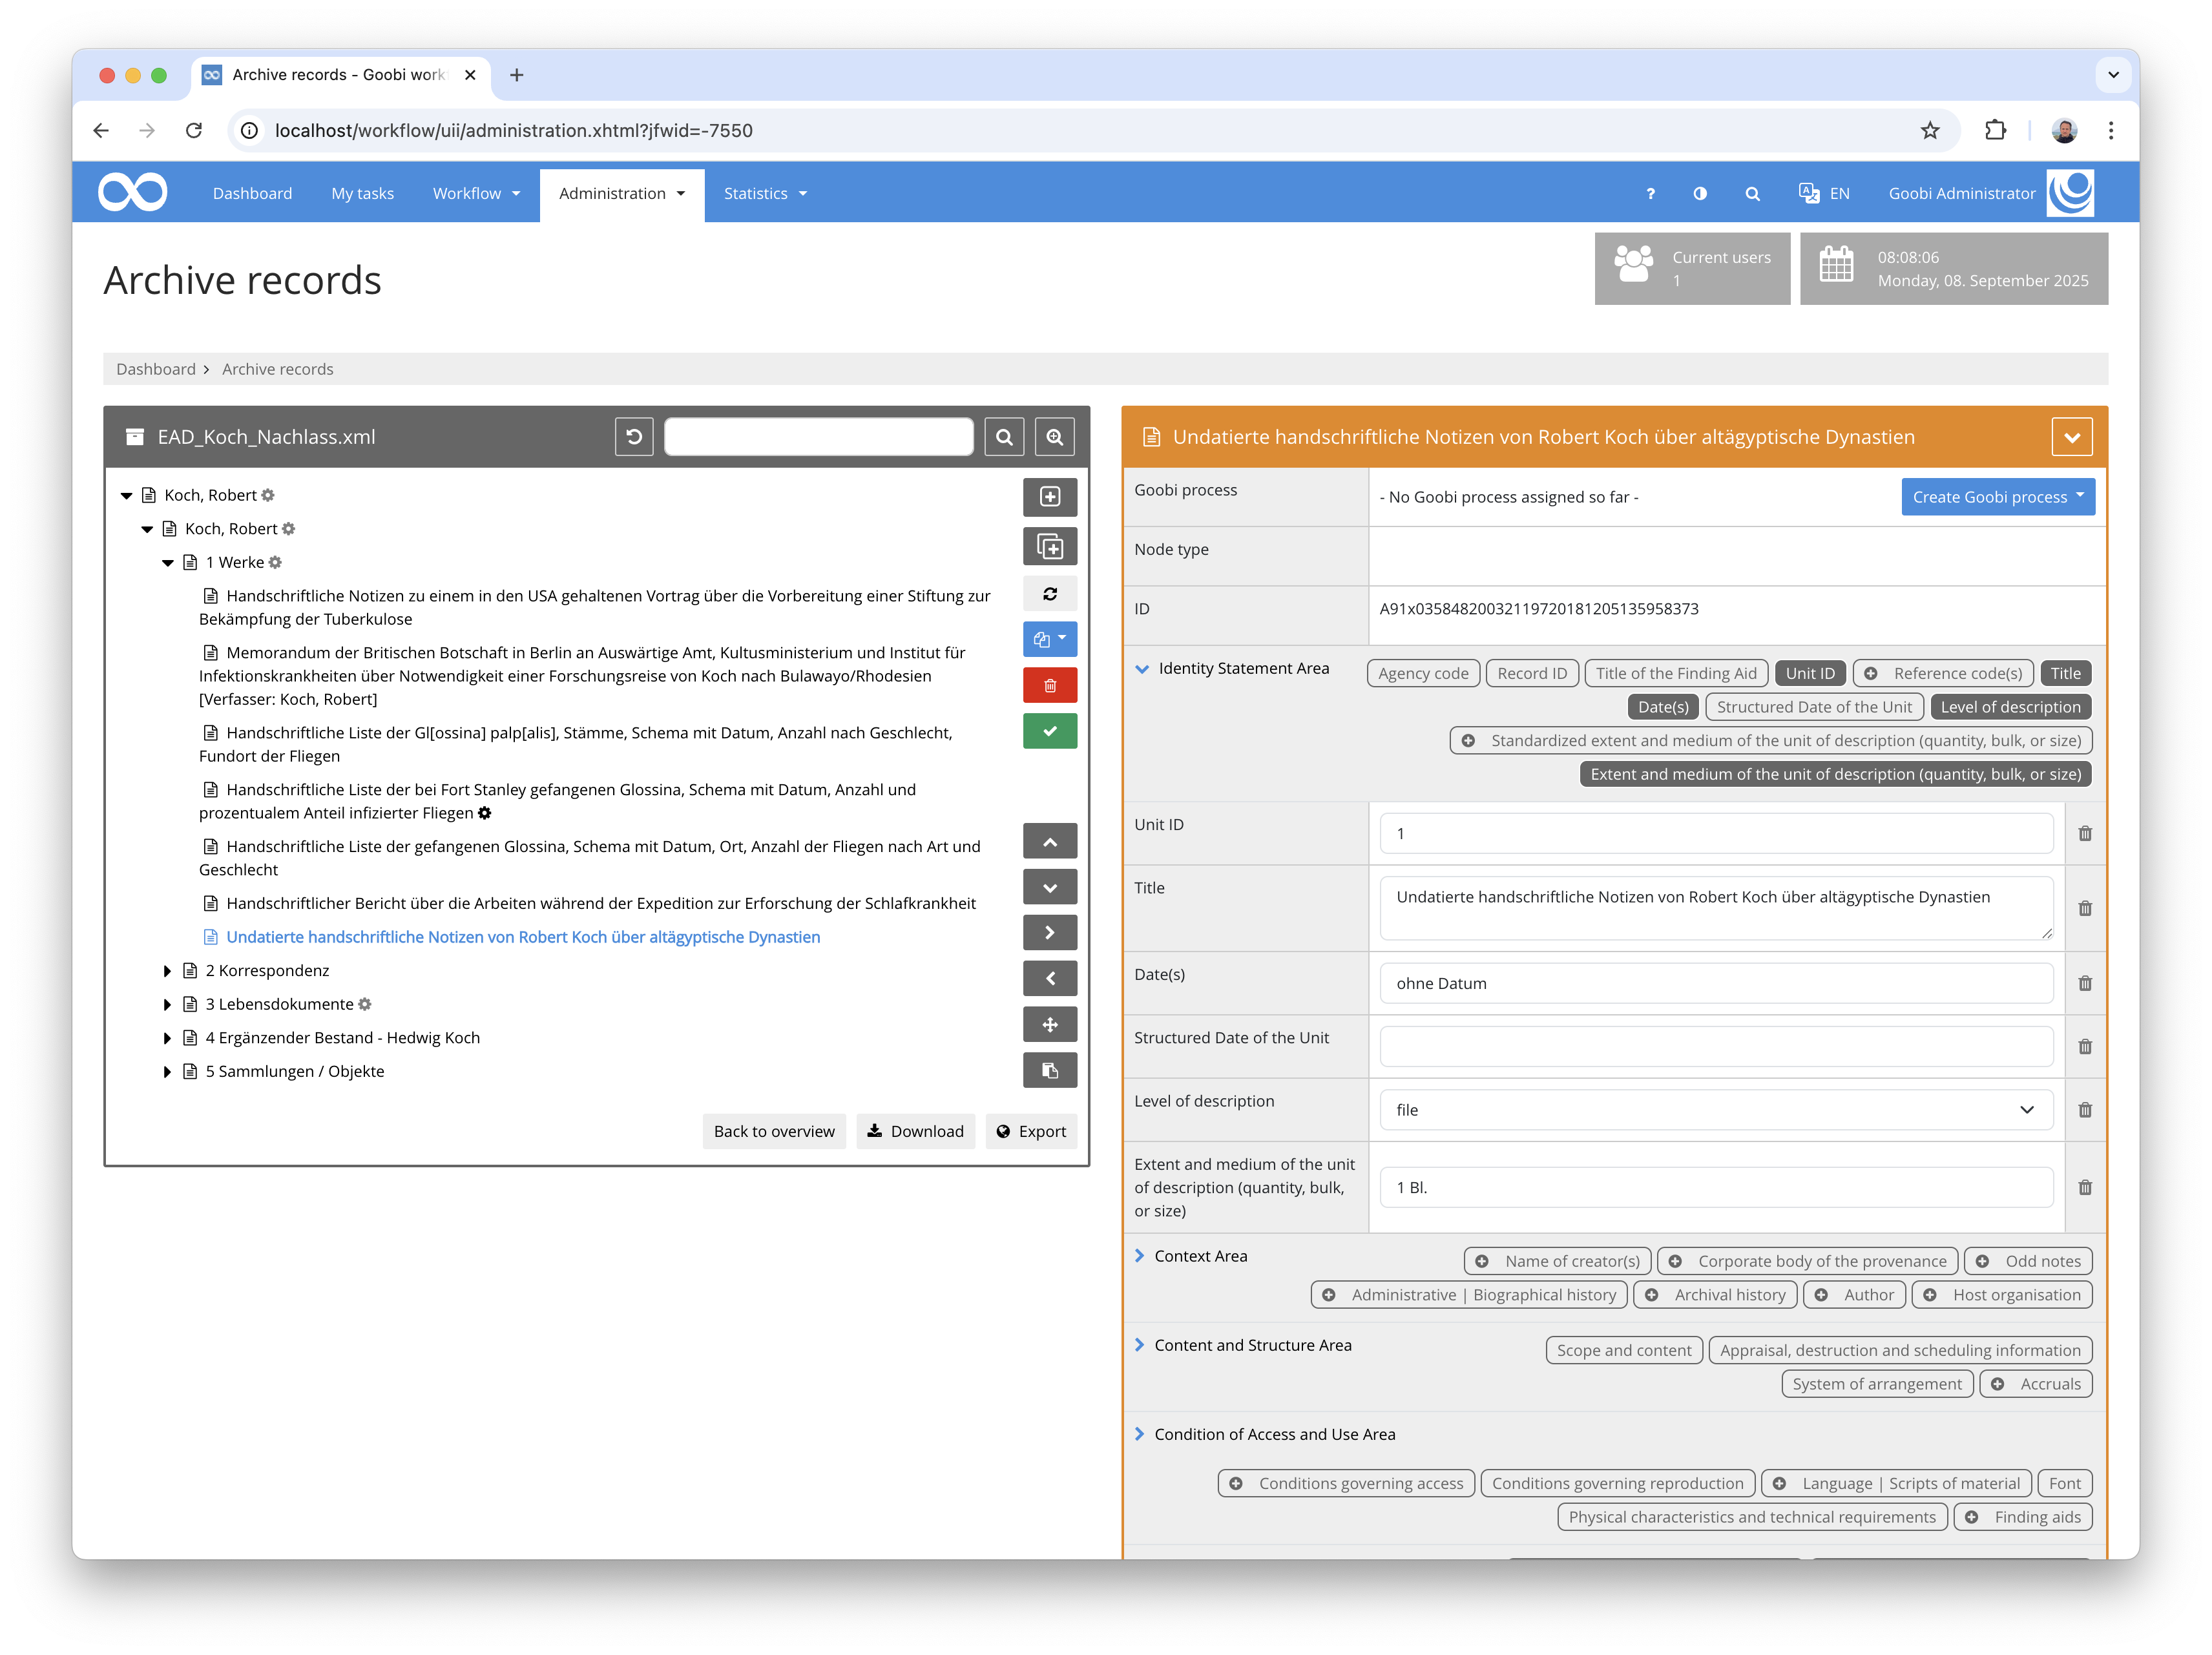 Archive records - Goobi work
localhost/workflow/uii/administration.xhtml?jfwid=-7550
Dashboard
My tasks
Workflow
Administration
Statistics
?
EN
Goobi Administrator
Archive records
Current users
1
08:08:06
Monday, 08. September 2025
Dashboard
Archive records
EAD_Koch_Nachlass.xml
Koch, Robert
Koch, Robert
1 Werke
Handschriftliche Notizen zu einem in den USA gehaltenen Vortrag über die Vorbereitung einer Stiftung zur
Bekämpfung der Tuberkulose
Memorandum der Britischen Botschaft in Berlin an Auswärtige Amt, Kultusministerium und Institut für
Infektionskrankheiten über Notwendigkeit einer Forschungsreise von Koch nach Bulawayo/Rhodesien
[Verfasser: Koch, Robert]
Handschriftliche Liste der Gl[ossina] palp[alis], Stämme, Schema mit Datum, Anzahl nach Geschlecht,
Fundort der Fliegen
Handschriftliche Liste der bei Fort Stanley gefangenen Glossina, Schema mit Datum, Anzahl und
prozentualem Anteil infizierter Fliegen
Handschriftliche Liste der gefangenen Glossina, Schema mit Datum, Ort, Anzahl der Fliegen nach Art und
Geschlecht
Handschriftlicher Bericht über die Arbeiten während der Expedition zur Erforschung der Schlafkrankheit
Undatierte handschriftliche Notizen von Robert Koch über altägyptische Dynastien
2 Korrespondenz
3 Lebensdokumente
4 Ergänzender Bestand - Hedwig Koch
5 Sammlungen / Objekte
Back to overview
Download
Export
Undatierte handschriftliche Notizen von Robert Koch über altägyptische Dynastien
Goobi process
- No Goobi process assigned so far -
Create Goobi process
Node type
ID
A91x03584820032119720181205135958373
Identity Statement Area
Agency code
Record ID
Title of the Finding Aid
Unit ID
Reference code(s)
Title
Date(s)
Structured Date of the Unit
Level of description
Standardized extent and medium of the unit of description (quantity, bulk, or size)
Extent and medium of the unit of description (quantity, bulk, or size)
Unit ID
1
Title
Undatierte handschriftliche Notizen von Robert Koch über altägyptische Dynastien
Date(s)
ohne Datum
Structured Date of the Unit
Level of description
file
Extent and medium of the unit
of description (quantity, bulk,
or size)
1 Bl.
Context Area
Name of creator(s)
Corporate body of the provenance
Odd notes
Administrative | Biographical history
Archival history
Author
Host organisation
Content and Structure Area
Scope and content
Appraisal, destruction and scheduling information
System of arrangement
Accruals
Condition of Access and Use Area
Conditions governing access
Conditions governing reproduction
Language | Scripts of material
Font
Physical characteristics and technical requirements
Finding aids